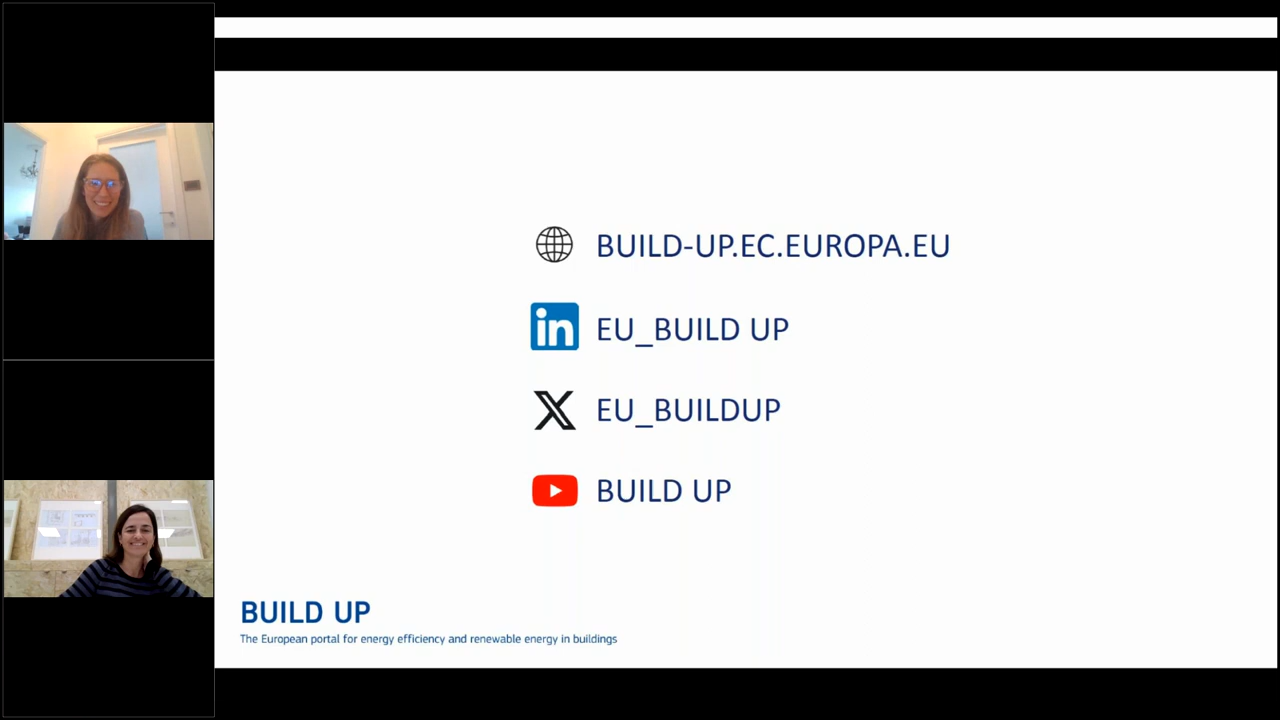 BUILD-UP.EC.EUROPA.EU
in EU_BUILD UP
X EU_BUILDUP
BUILD UP
BUILD UP
The European portal for energy efficiency and renewable energy in buildings